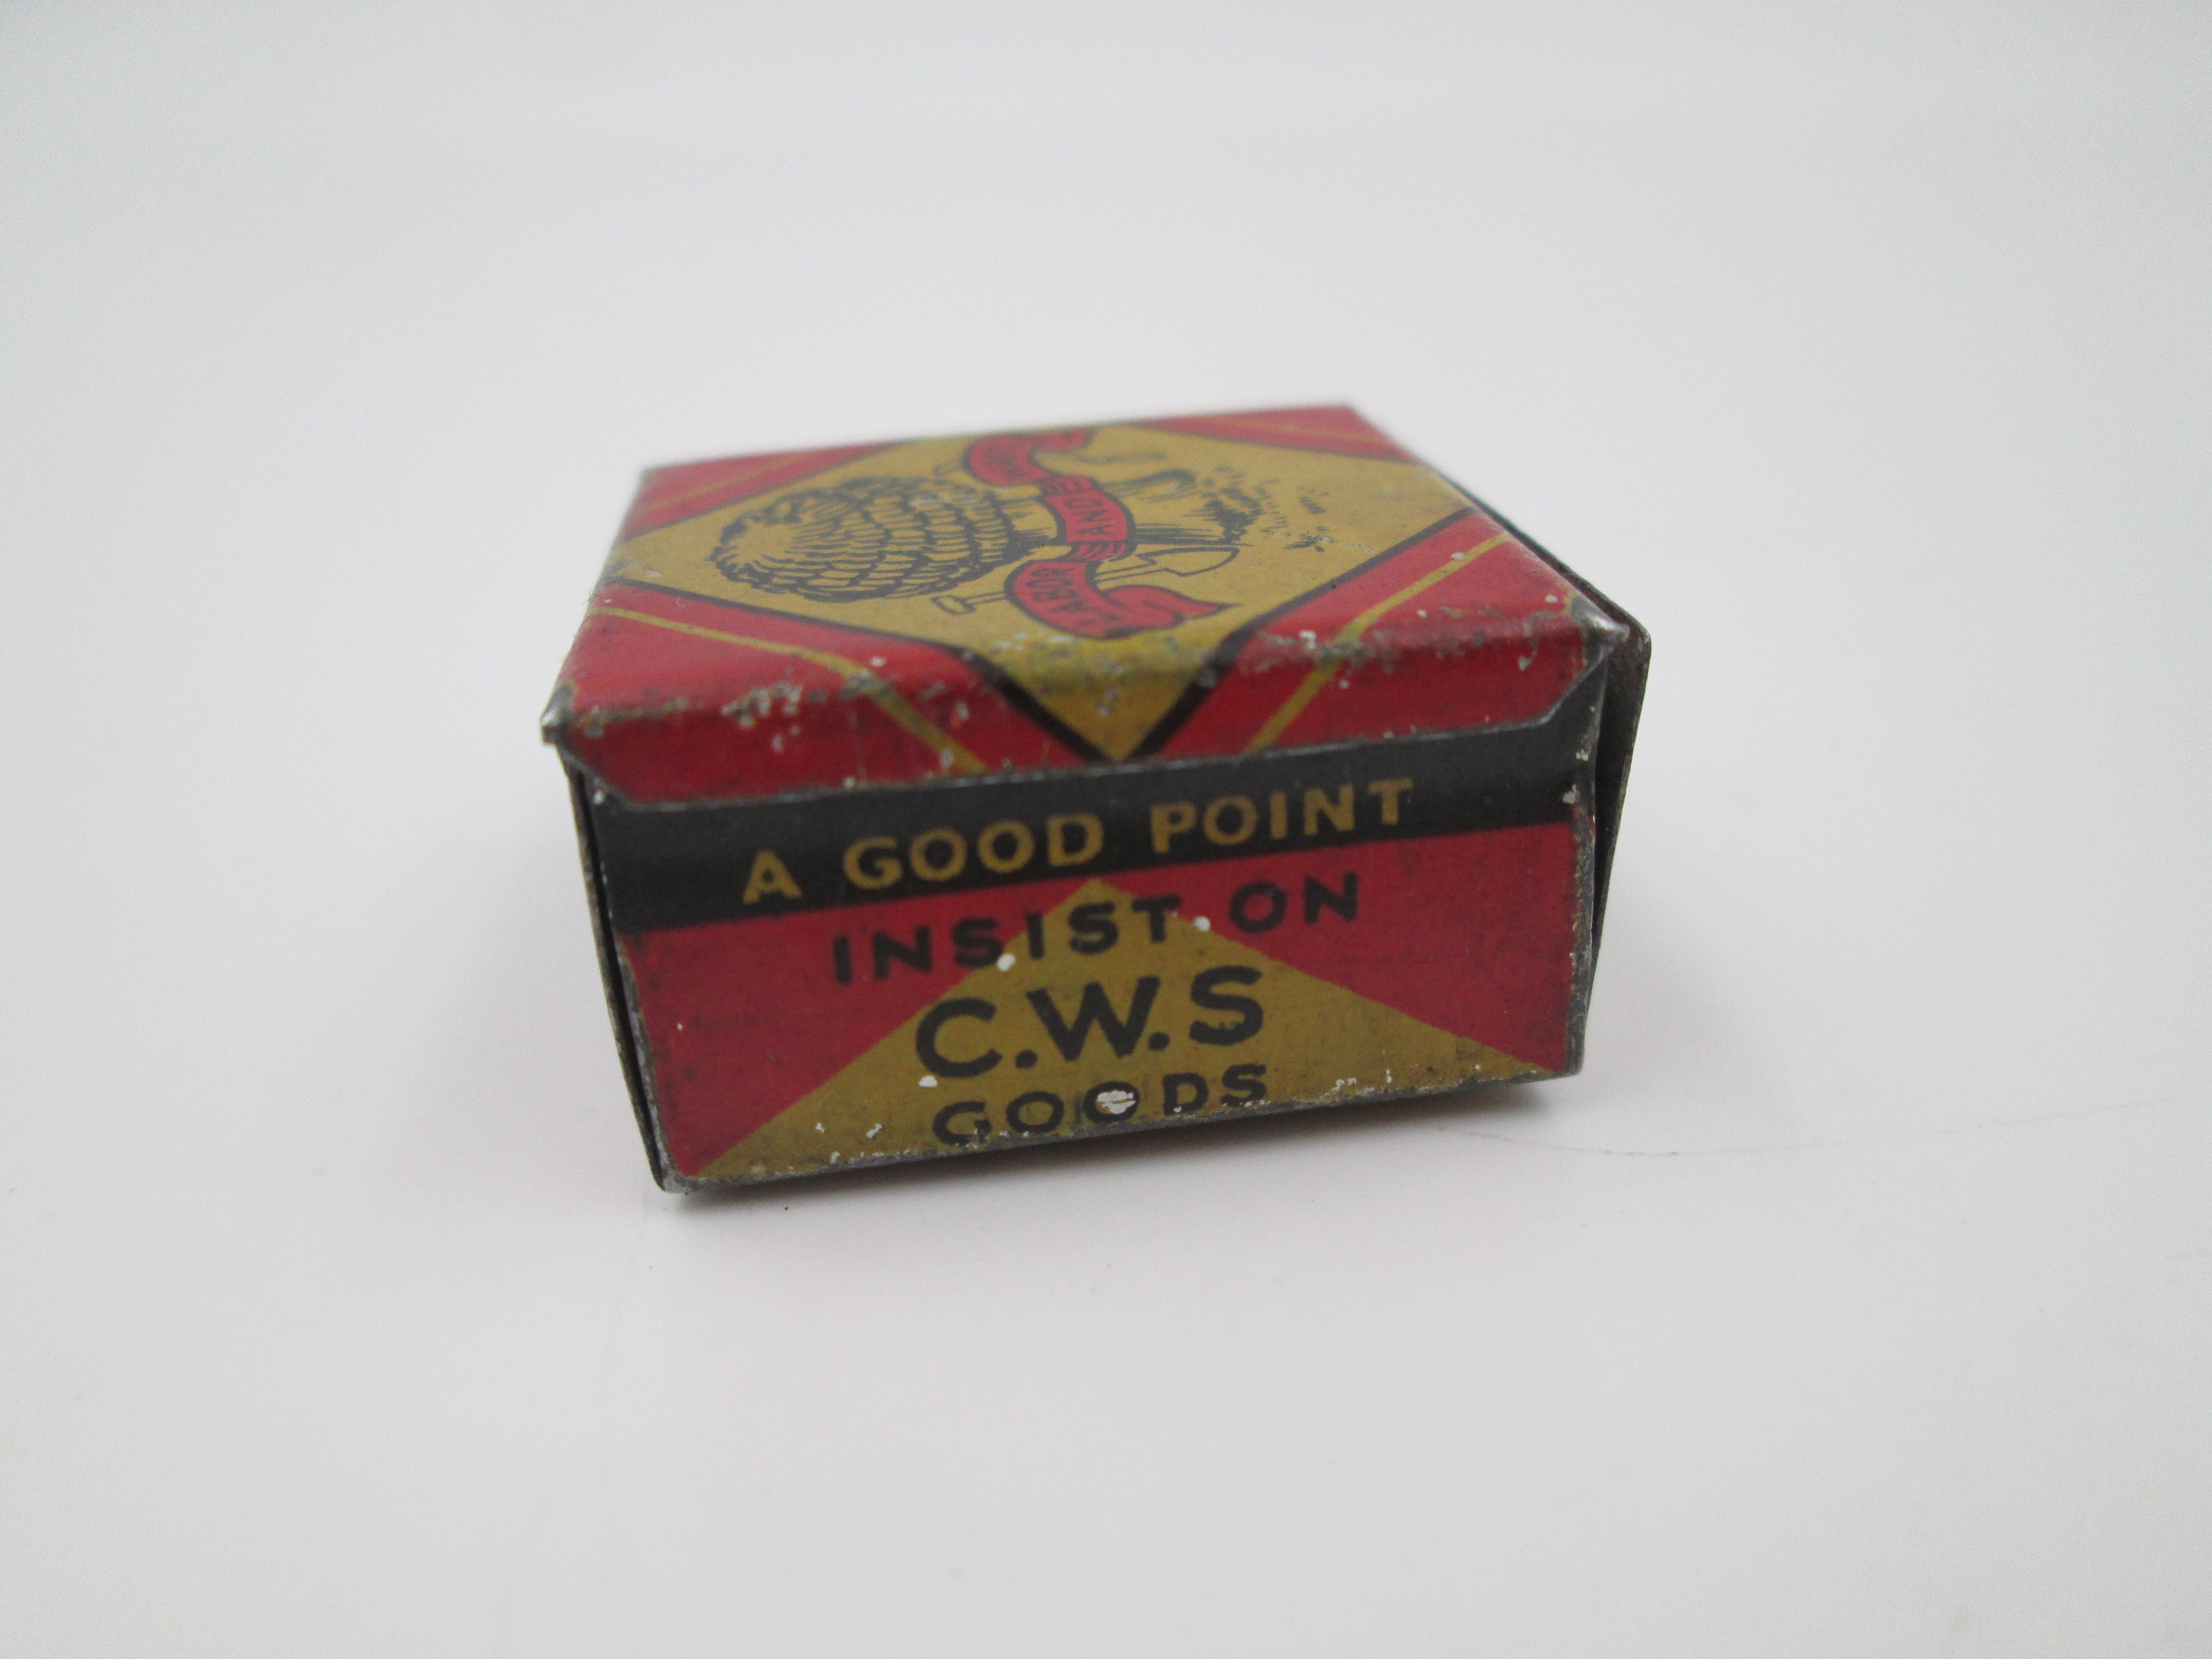 LABOR AND
A GOOD POINT
INSIST ON
C.W.S
GOODS